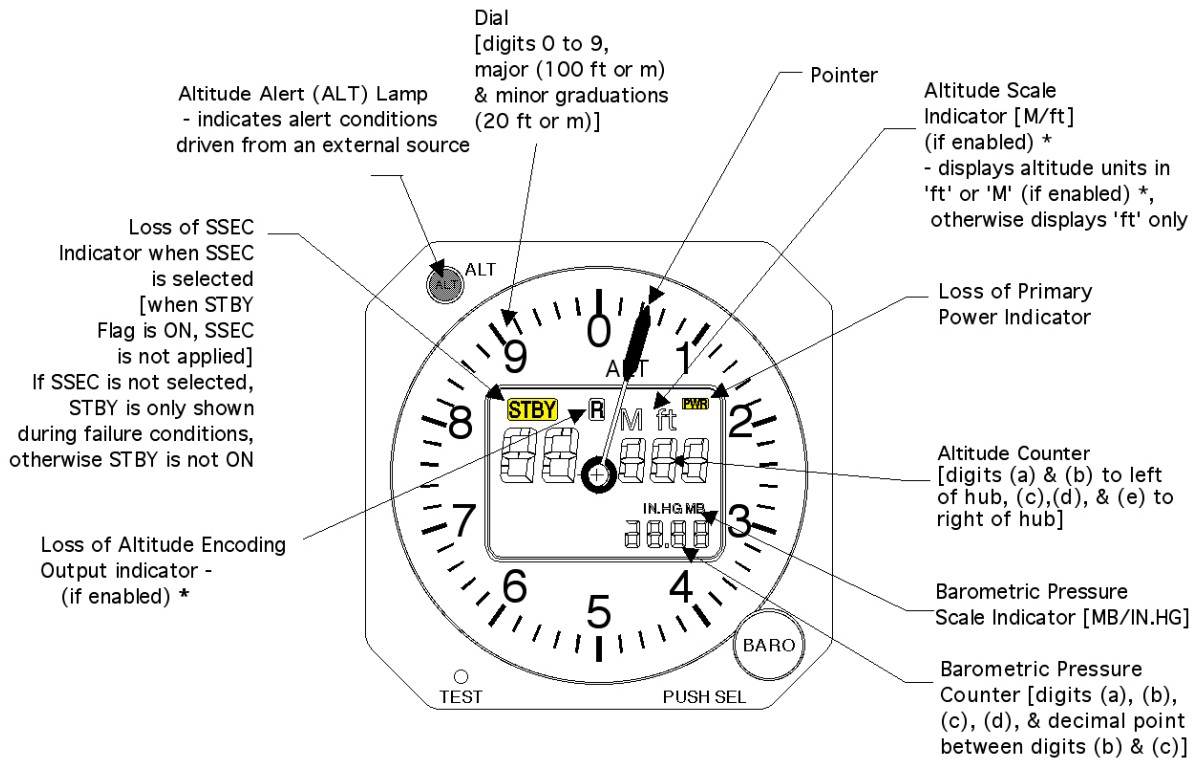 Dial
[digits 0 to 9,
major (100 ft or m)
& minor graduations
(20 ft or m)]
Pointer
Altitude Alert (ALT) Lamp
- indicates alert conditions
driven from an external source
Altitude Scale
Indicator [M/ft]
(if enabled) *
- displays altitude units in
'ft' or 'M' (if enabled) *,
otherwise displays 'ft' only
Loss of SSEC
Indicator when SSEC
is selected
[when STBY
Flag is ON, SSEC
is not applied]
If SSEC is not selected,
STBY is only shown
during failure conditions,
otherwise STBY is not ON
Loss of Primary
Power Indicator
Altitude Counter
[digits (a) & (b) to left
of hub, (c),(d), & (e) to
right of hub]
Loss of Altitude Encoding
Output indicator -
(if enabled) *
Barometric Pressure
Scale Indicator [MB/IN.HG]
Barometric Pressure
Counter [digits (a), (b),
(c), (d), & decimal point
between digits (b) & (c)]
ALT
ALT
0
9
1
ALT
STBY
R
M ft
PWR
8
2
88
888
IN.HG MB
7
3
28.88
6
4
5
BARO
TEST
PUSH SEL